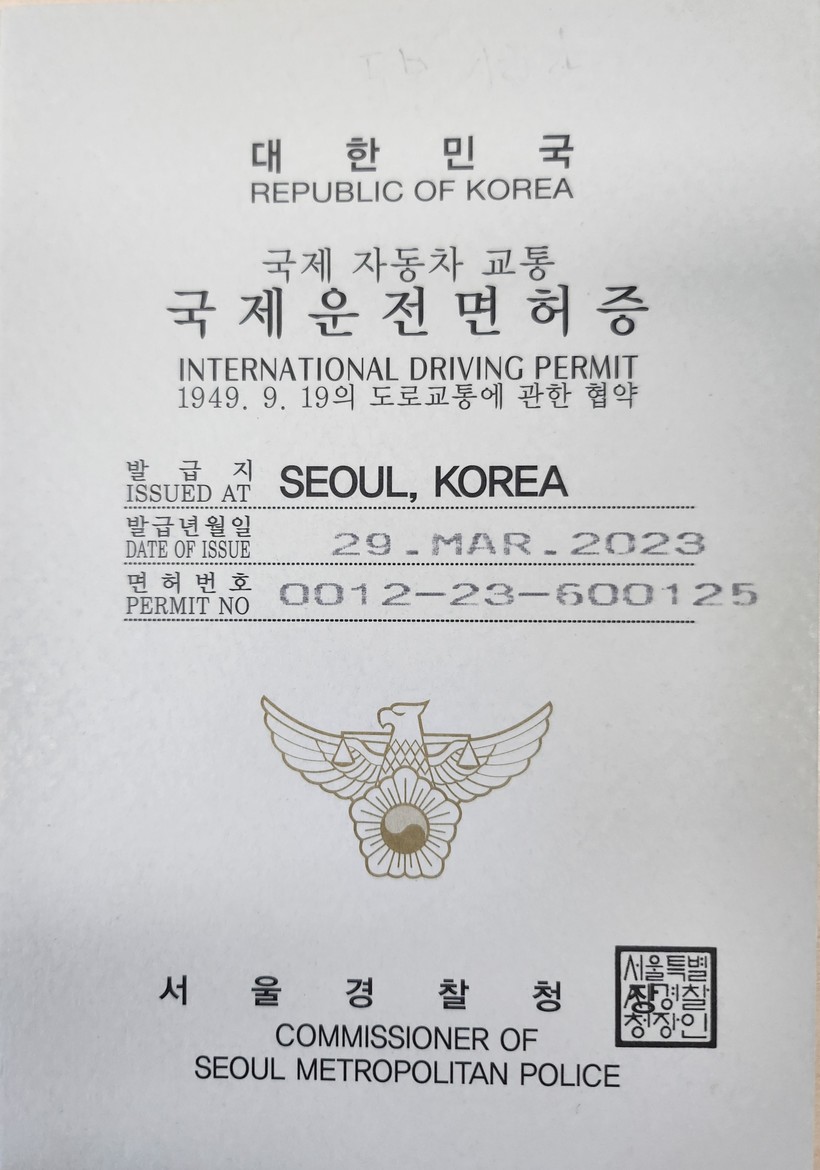 대 한 민 국
REPUBLIC OF KOREA
국제 자동차 교통
국제운전면허증
INTERNATIONAL DRIVING PERMIT
1949. 9. 19의 도로교통에 관한 협약
발 급 지
ISSUED AT SEOUL, KOREA
발급년월일
DATE OF ISSUE 29.MAR.2023
면허번호
PERMIT NO 0012-23-600125
서 울 경 찰 청
COMMISSIONER OF
SEOUL METROPOLITAN POLICE
서울특별
경찰
청장인